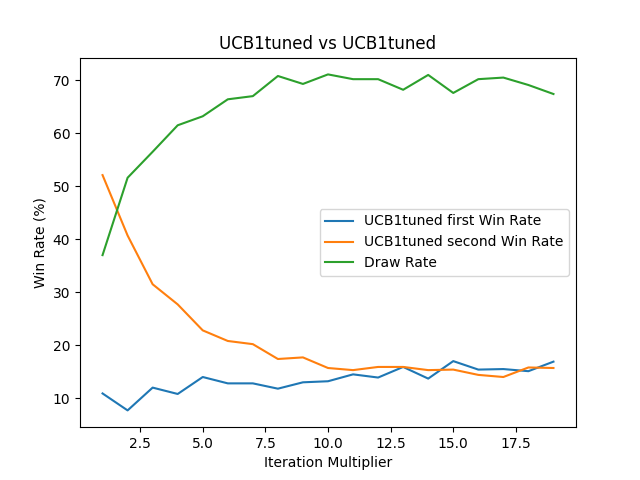 UCB1tuned vs UCB1tuned
Win Rate (%)
70
60
50
40
30
20
10
UCB1tuned first Win Rate
UCB1tuned second Win Rate
Draw Rate
2.5 5.0 7.5 10.0 12.5 15.0 17.5
Iteration Multiplier